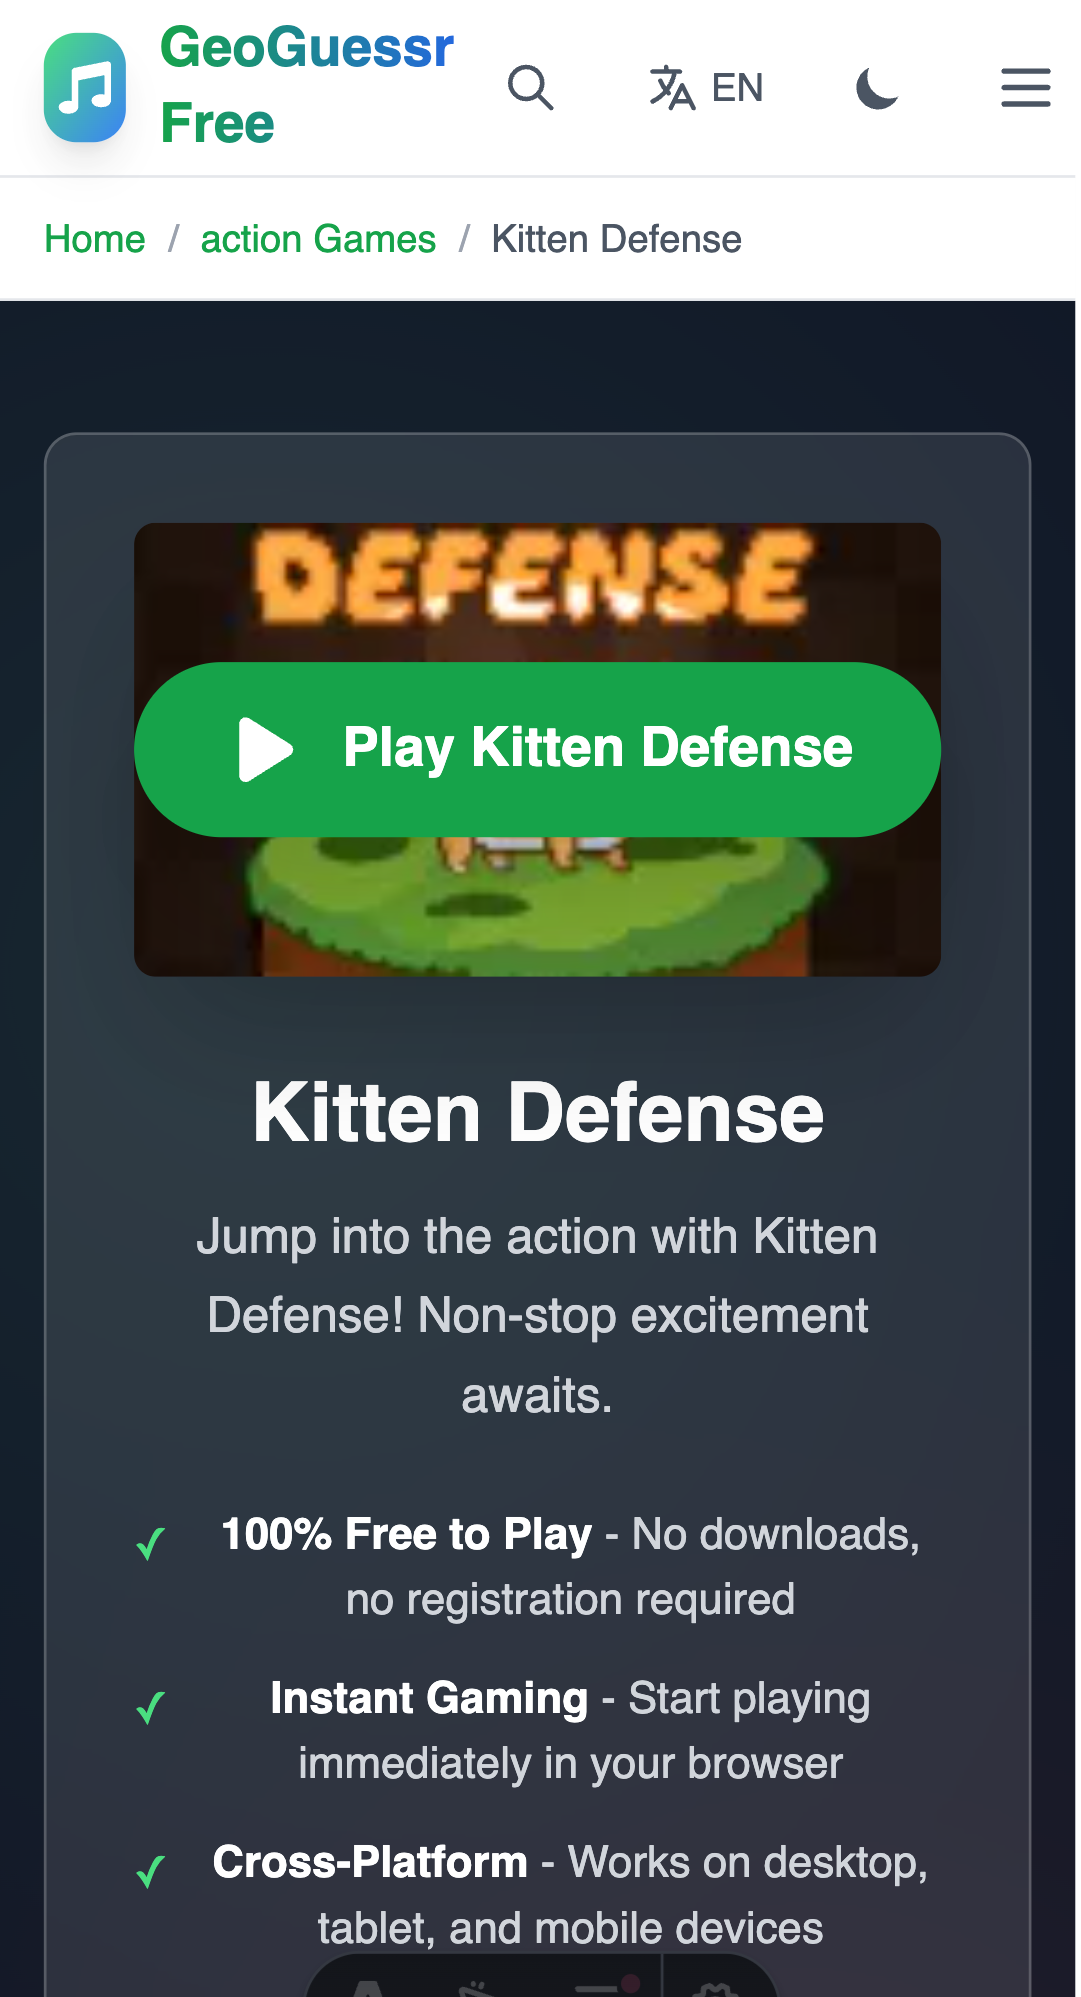 GeoGuessr
Free
EN
Home / action Games / Kitten Defense
DEFENSE
Play Kitten Defense
Kitten Defense
Jump into the action with Kitten
Defense! Non-stop excitement
awaits.
✓ 100% Free to Play - No downloads,
no registration required
✓ Instant Gaming - Start playing
immediately in your browser
✓ Cross-Platform - Works on desktop,
tablet, and mobile devices